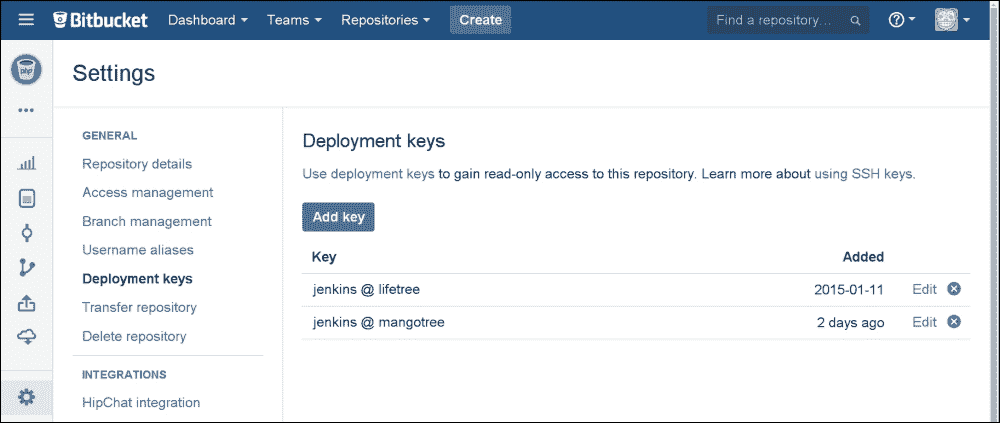 Bitbucket Dashboard Teams Repositories Create Find a repository... ?
php
Settings
GENERAL
Repository details
Access management
Branch management
Username aliases
Deployment keys
Transfer repository
Delete repository
INTEGRATIONS
HipChat integration
Deployment keys
Use deployment keys to gain read-only access to this repository. Learn more about using SSH keys.
Add key
Key Added
jenkins @ lifetree 2015-01-11 Edit
jenkins @ mangotree 2 days ago Edit